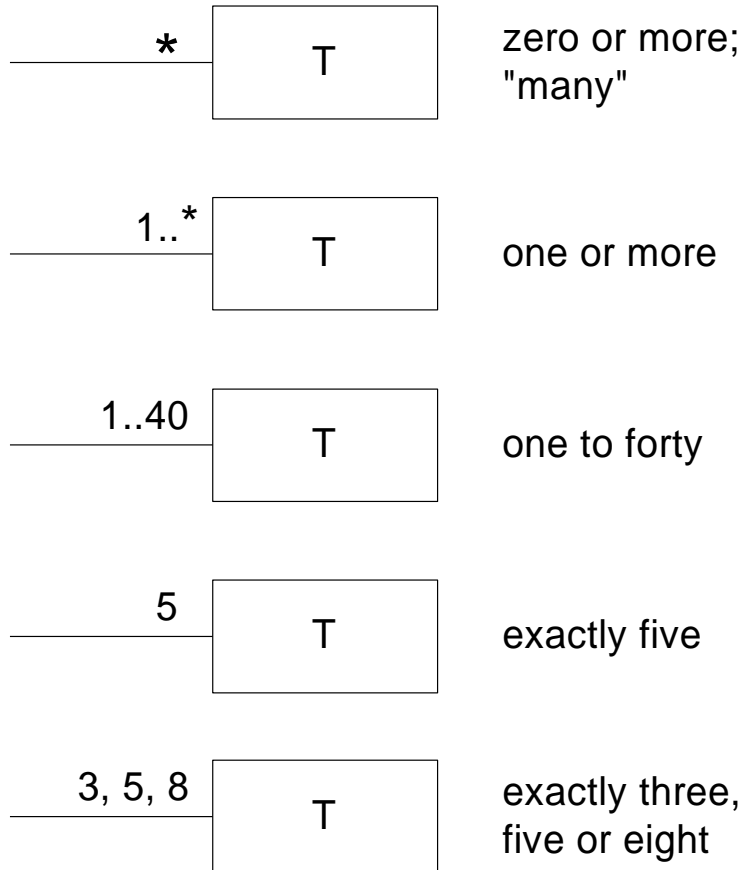 * T zero or more;
"many"
1..* T one or more
1..40 T one to forty
5 T exactly five
3, 5, 8 T exactly three,
five or eight